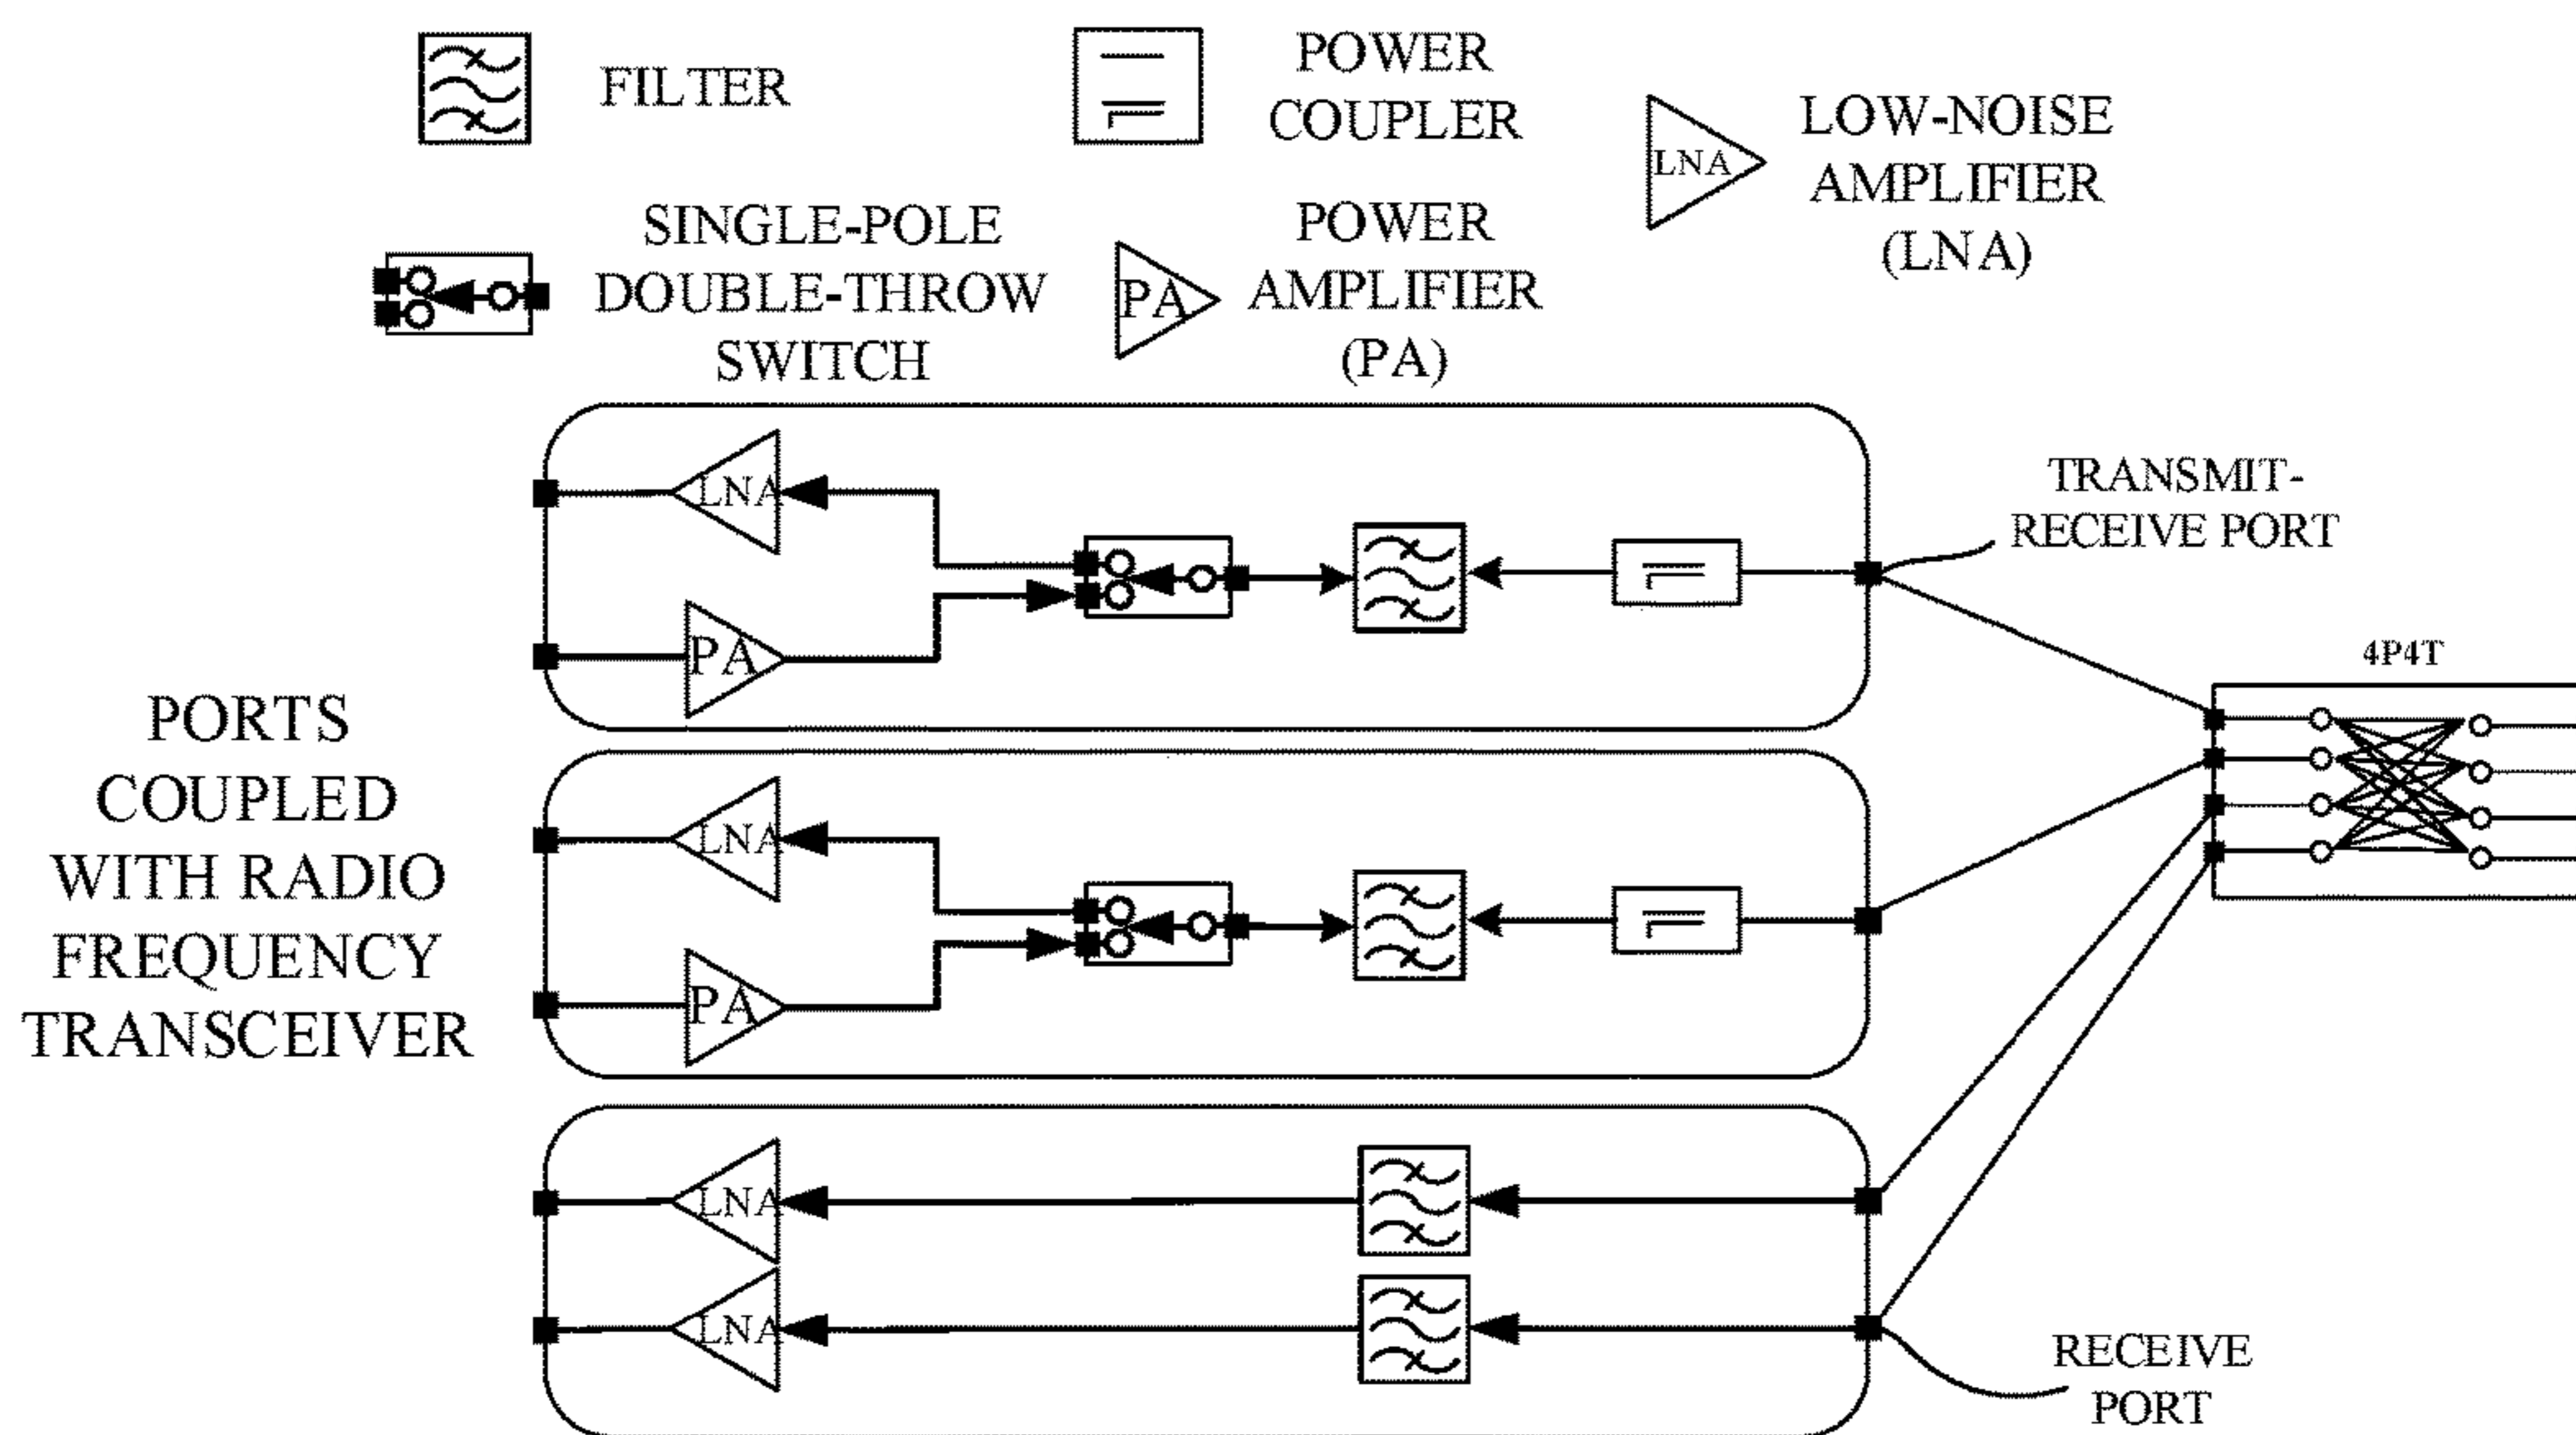 FILTER
POWER
COUPLER
LNA
LOW-NOISE
AMPLIFIER
(LNA)
SINGLE-POLE
DOUBLE-THROW
SWITCH
PA
POWER
AMPLIFIER
(PA)
LNA
PA
TRANSMIT-
RECEIVE PORT
4P4T
PORTS
COUPLED
WITH RADIO
FREQUENCY
TRANSCEIVER
LNA
PA
LNA
LNA
RECEIVE
PORT